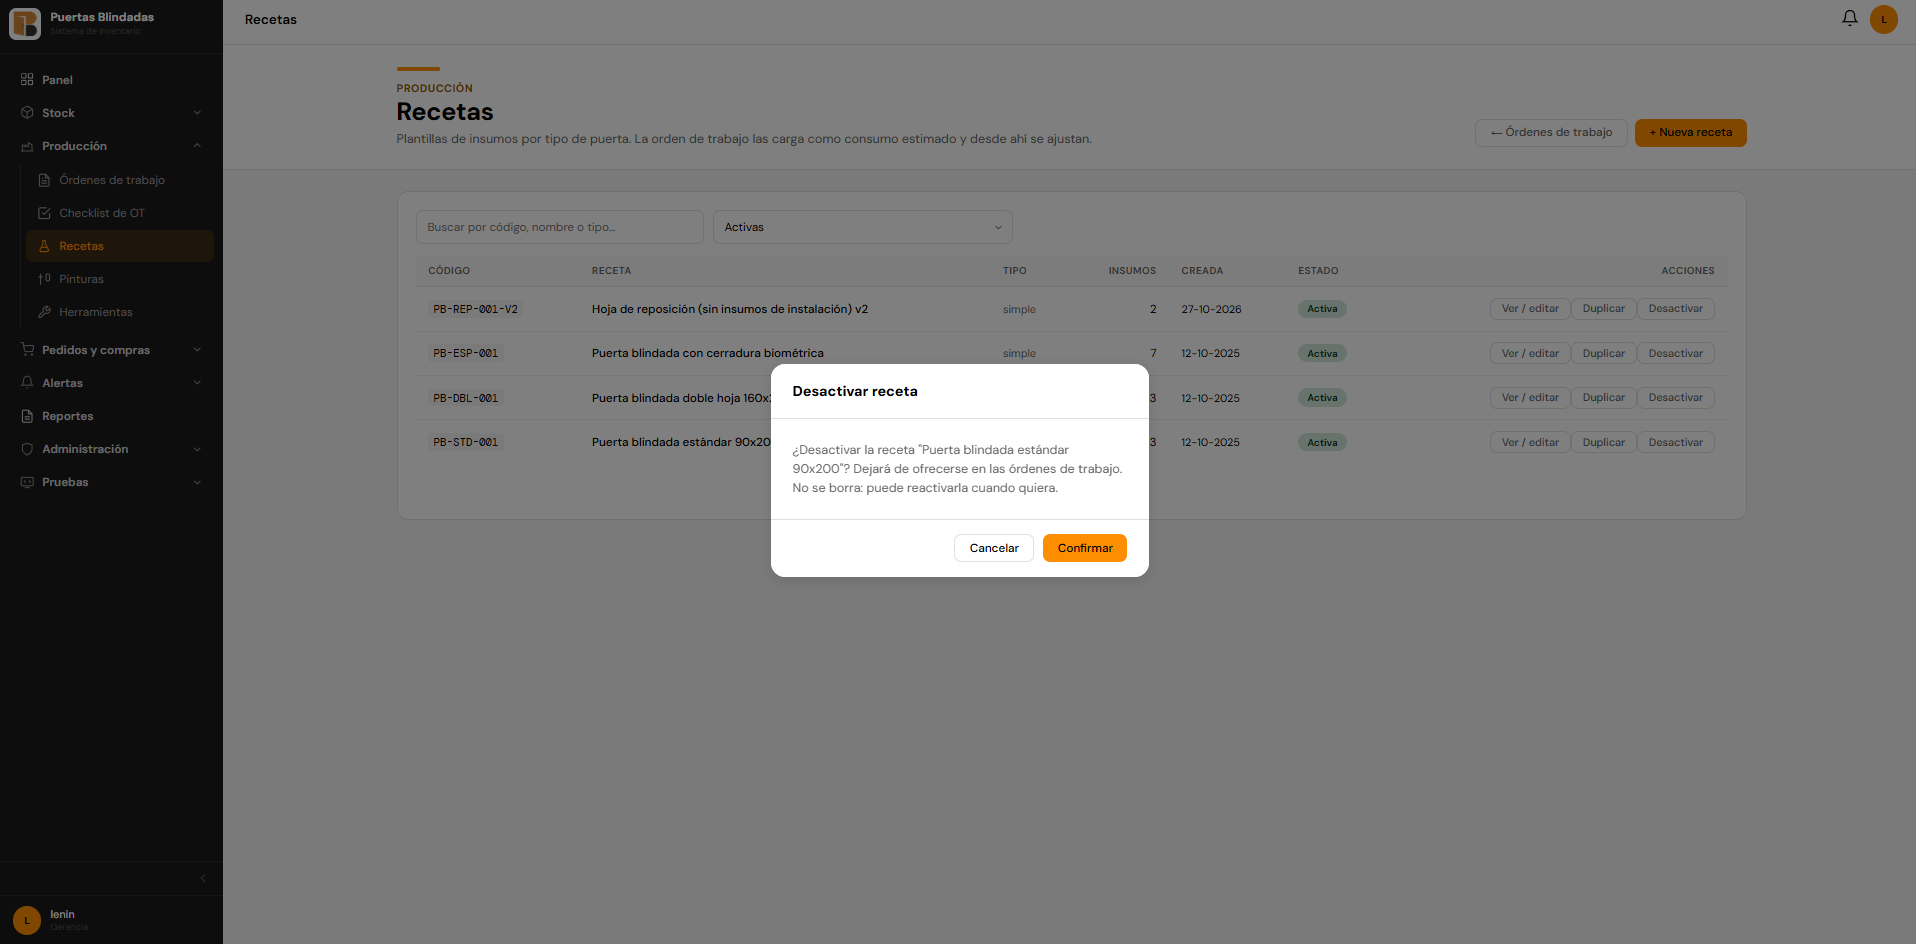 Puertas Blindadas
Sistema de Inventario
Panel
Stock
Producción
Órdenes de trabajo
Checklist de OT
Recetas
Pinturas
Herramientas
Pedidos y compras
Alertas
Reportes
Administración
Pruebas
lenin
Gerencia
L
Recetas
L
PRODUCCIÓN
Recetas
Plantillas de insumos por tipo de puerta. La orden de trabajo las carga como consumo estimado y desde ahí se ajustan.
← Órdenes de trabajo
+ Nueva receta
Buscar por código, nombre o tipo...
Activas
CÓDIGO RECETA TIPO INSUMOS CREADA ESTADO ACCIONES
PB-REP-001-V2 Hoja de reposición (sin insumos de instalación) v2 simple 2 27-10-2026 Activa Ver / editar Duplicar Desactivar
PB-ESP-001 Puerta blindada con cerradura biométrica simple 7 12-10-2025 Activa Ver / editar Duplicar Desactivar
PB-DBL-001 Puerta blindada doble hoja 160x 3 12-10-2025 Activa Ver / editar Duplicar Desactivar
PB-STD-001 Puerta blindada estándar 90x20 3 12-10-2025 Activa Ver / editar Duplicar Desactivar
Desactivar receta
¿Desactivar la receta "Puerta blindada estándar
90x200"? Dejará de ofrecerse en las órdenes de trabajo.
No se borra: puede reactivarla cuando quiera.
Cancelar
Confirmar